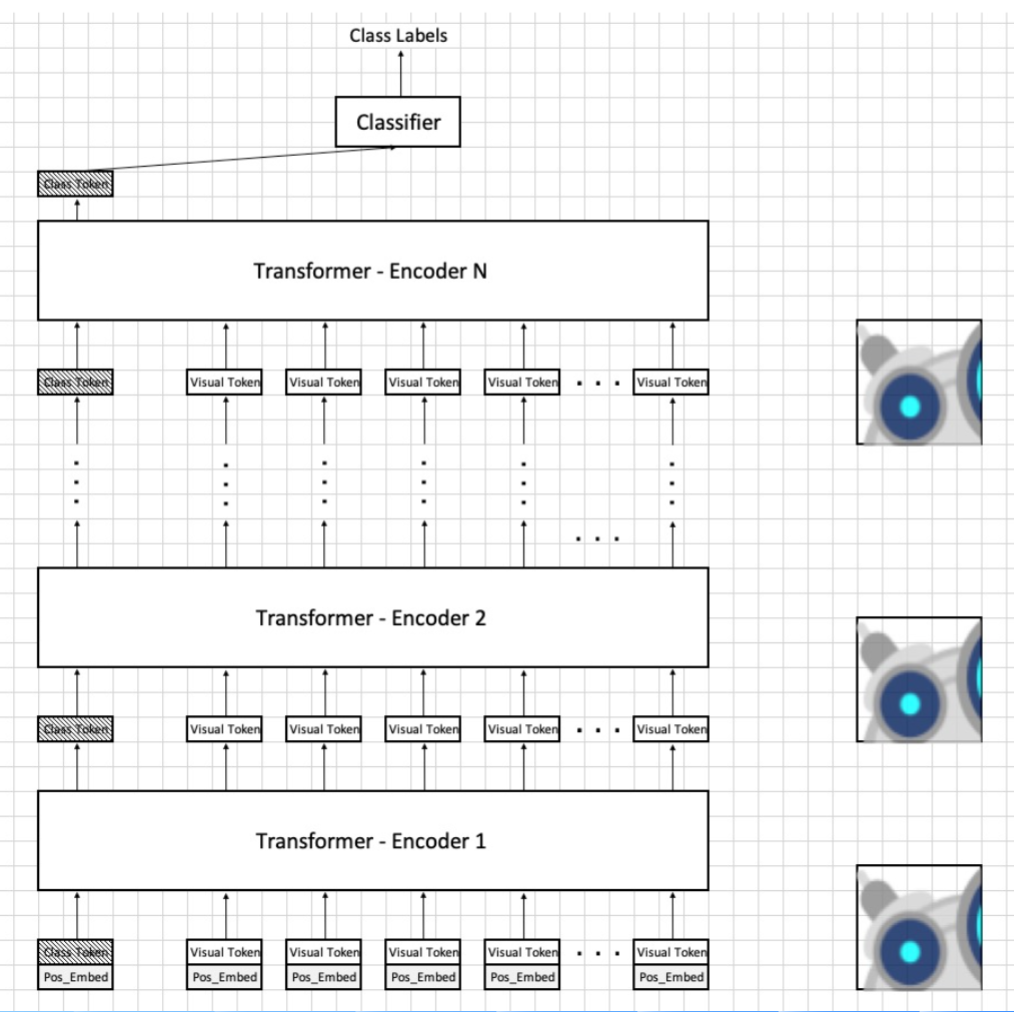 Class Labels
Classifier
Class Token
Transformer - Encoder N
Class Token Visual Token Visual Token Visual Token Visual Token . . . Visual Token
. . .
Transformer - Encoder 2
Class Token Visual Token Visual Token Visual Token Visual Token . . . Visual Token
Transformer - Encoder 1
Class Token Visual Token Visual Token Visual Token Visual Token . . . Visual Token
Pos_Embed Pos_Embed Pos_Embed Pos_Embed Pos_Embed Pos_Embed